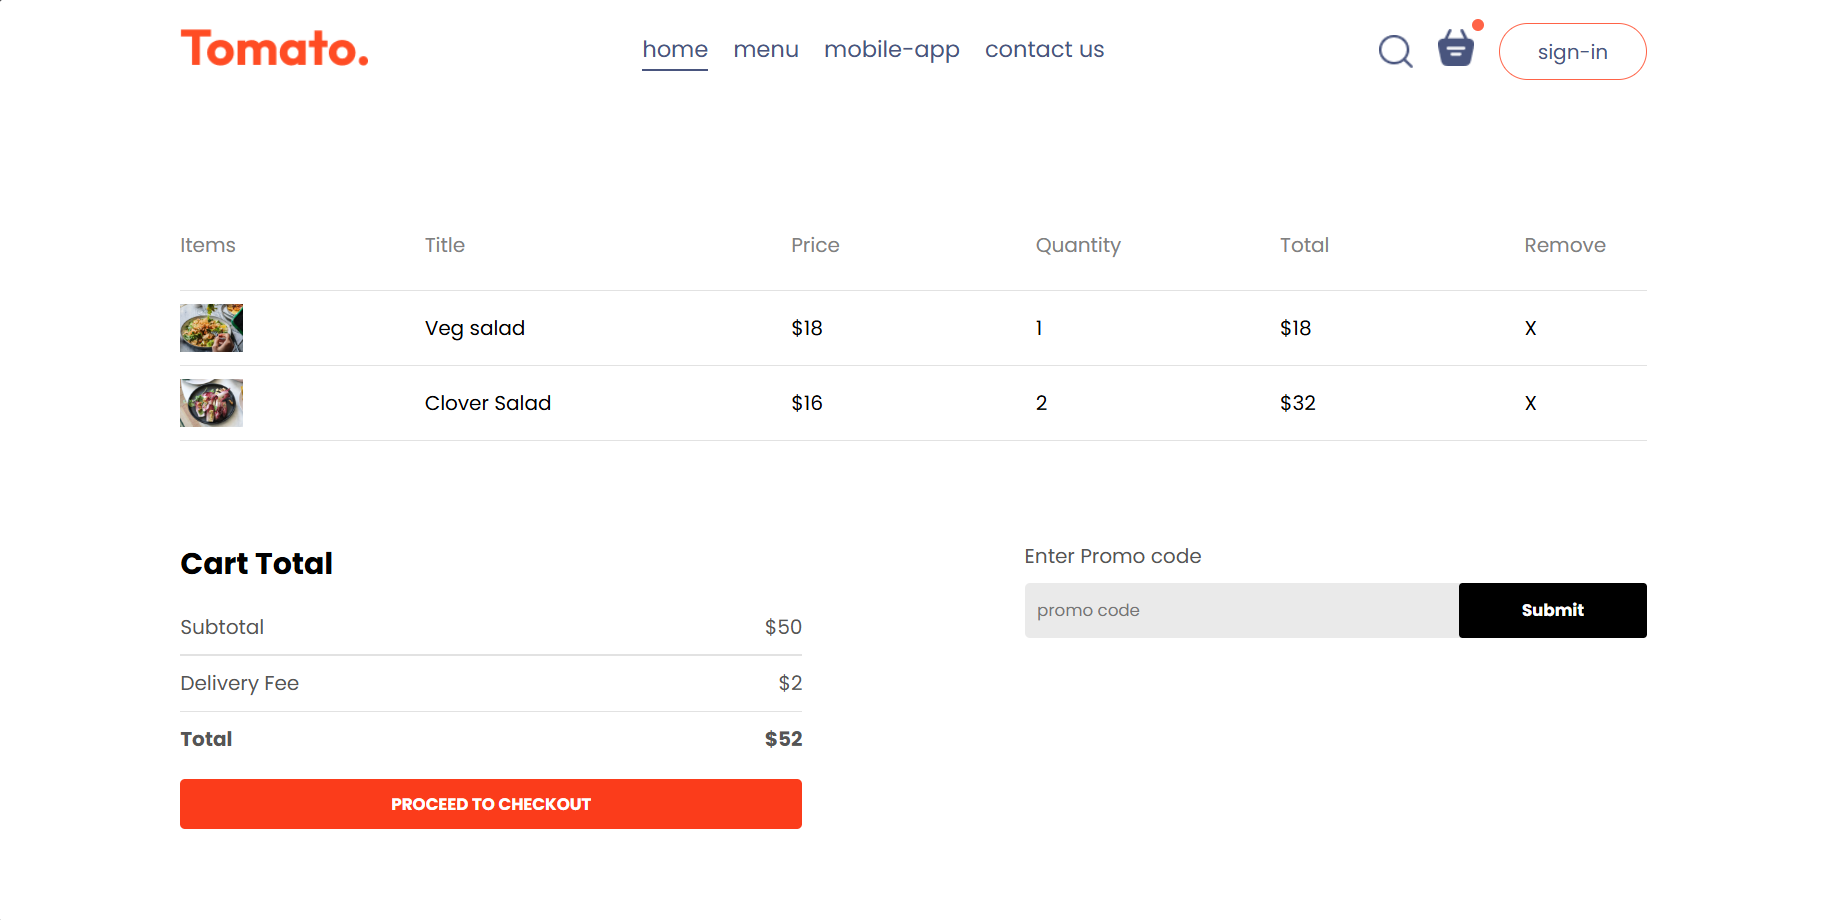 Tomato.
home menu mobile-app contact us
sign-in
Items Title Price Quantity Total Remove
Veg salad $18 1 $18 X
Clover Salad $16 2 $32 X
Cart Total
Subtotal $50
Delivery Fee $2
Total $52
PROCEED TO CHECKOUT
Enter Promo code
promo code Submit